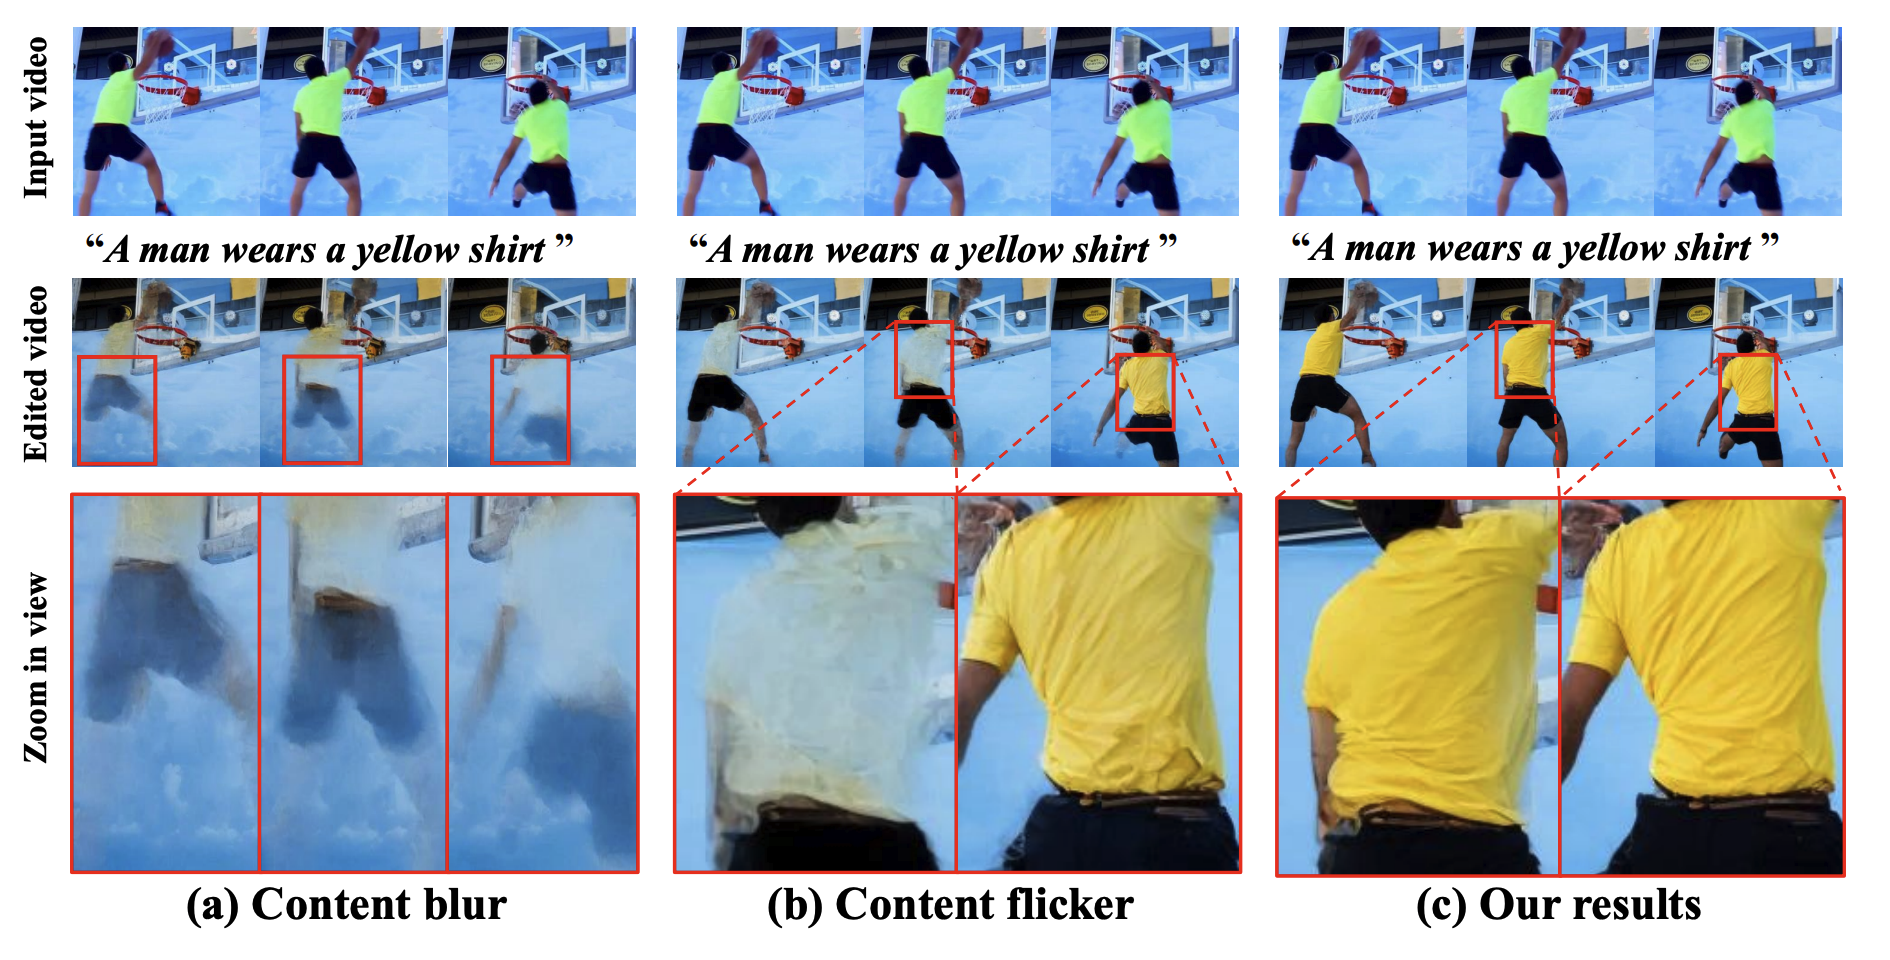 Input video
“A man wears a yellow shirt ”
“A man wears a yellow shirt ”
“A man wears a yellow shirt ”
Edited video
Zoom in view
(a) Content blur
(b) Content flicker
(c) Our results